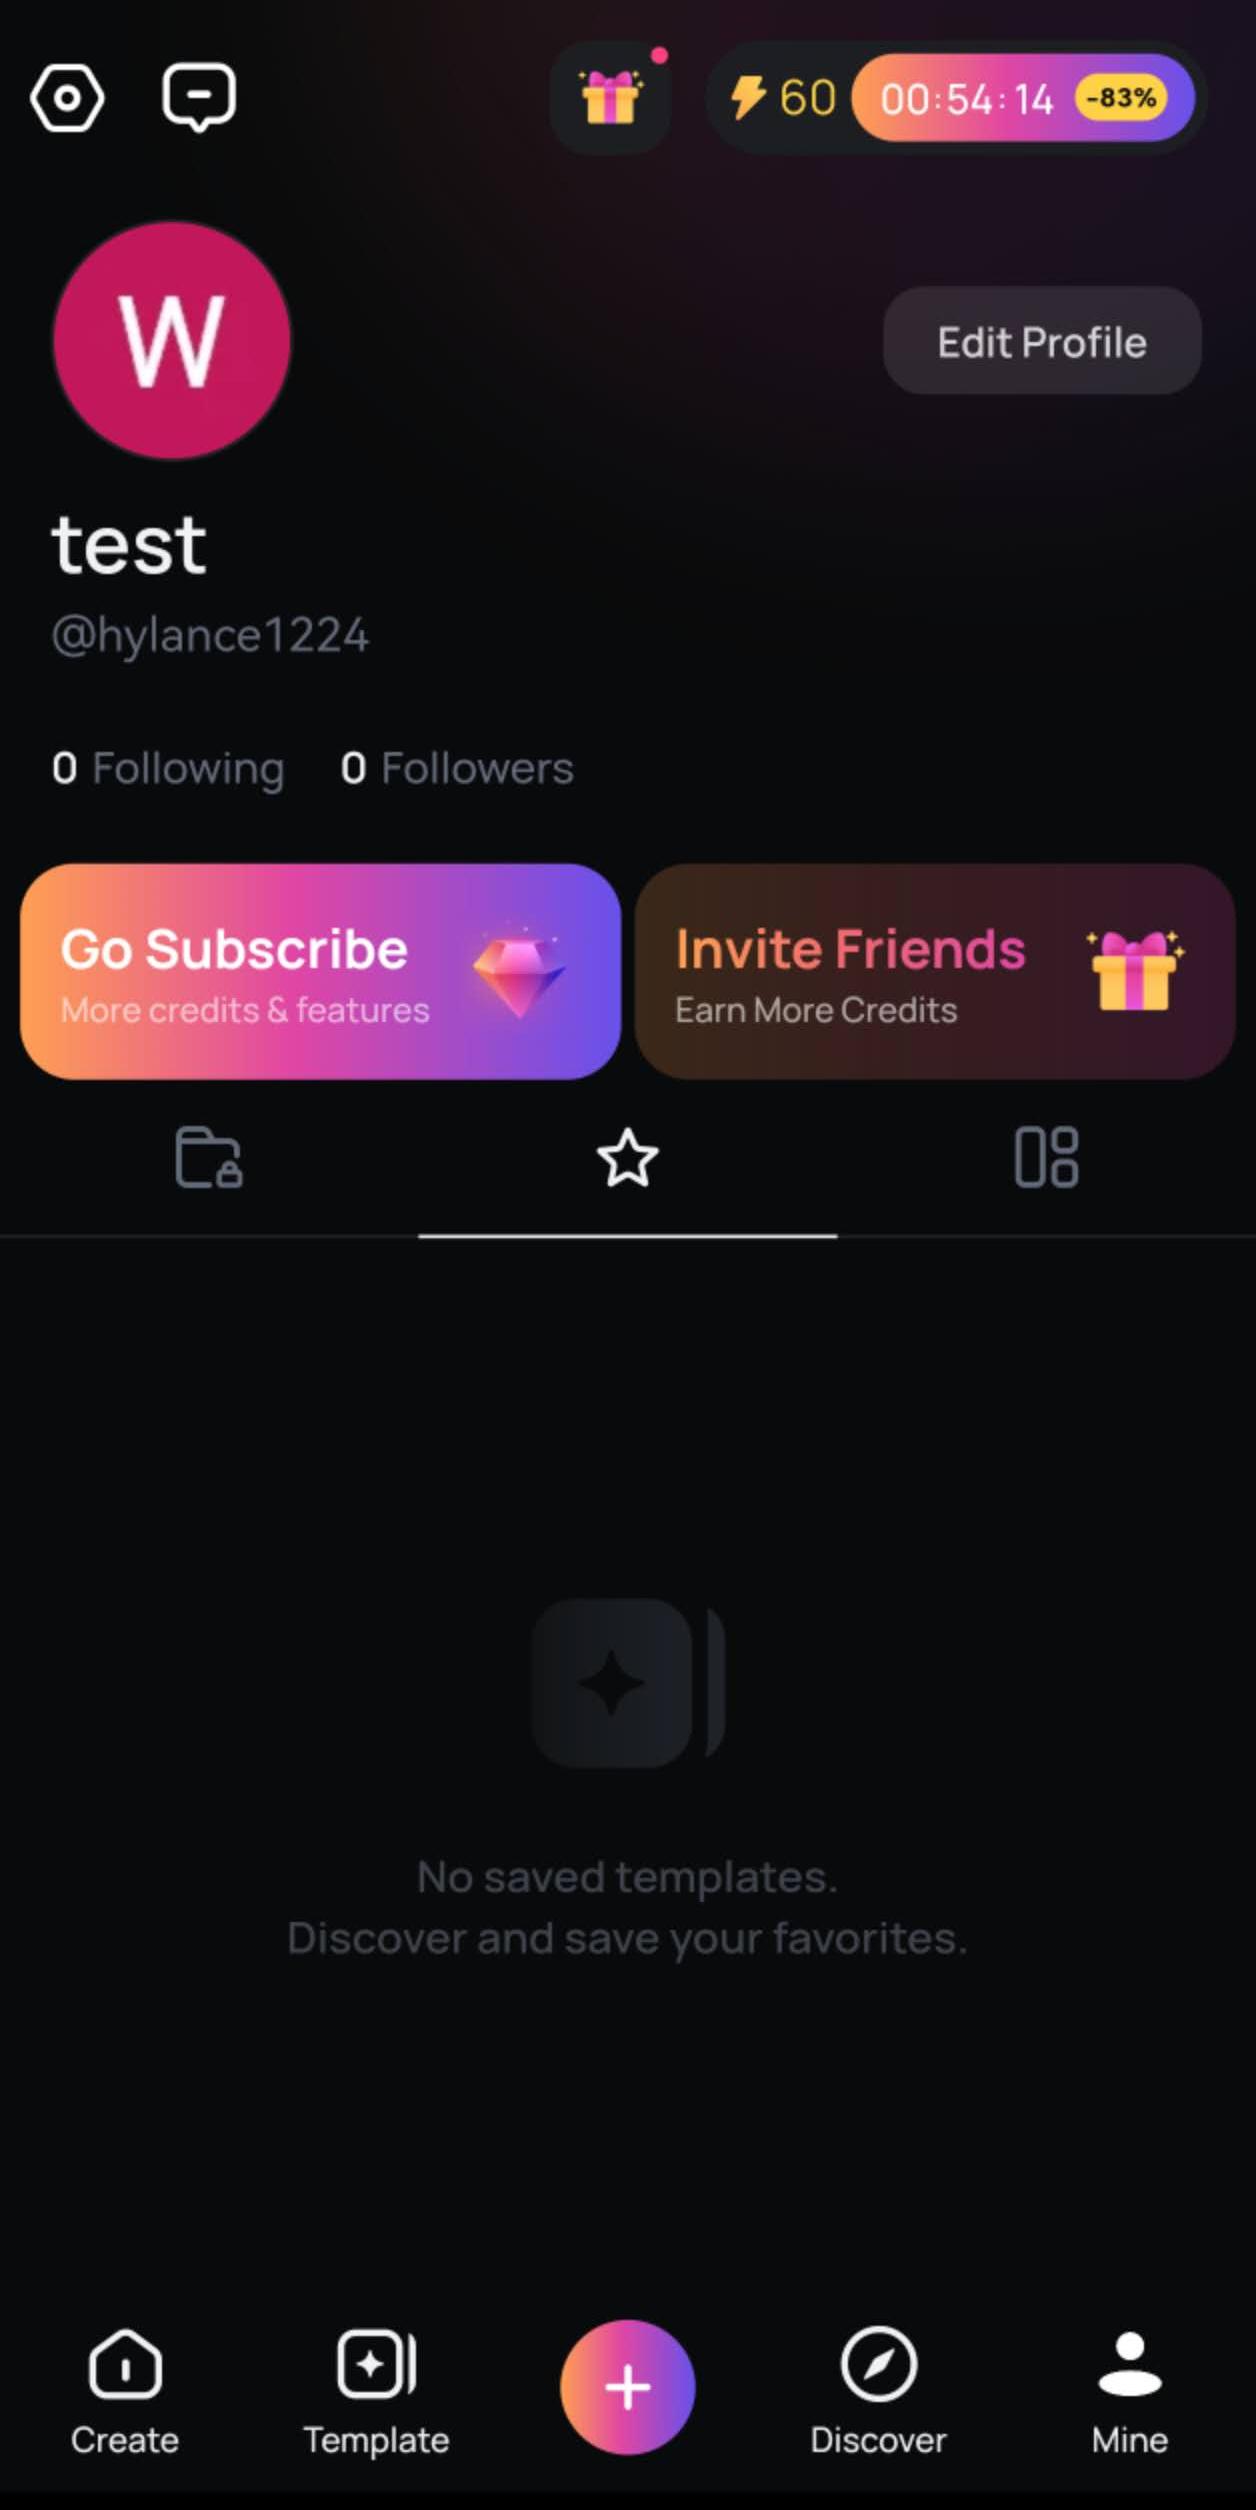 60 00:54:14 -83%
W
Edit Profile
test
@hylance1224
0 Following 0 Followers
Go Subscribe
More credits & features
Invite Friends
Earn More Credits
No saved templates.
Discover and save your favorites.
Create Template Discover Mine